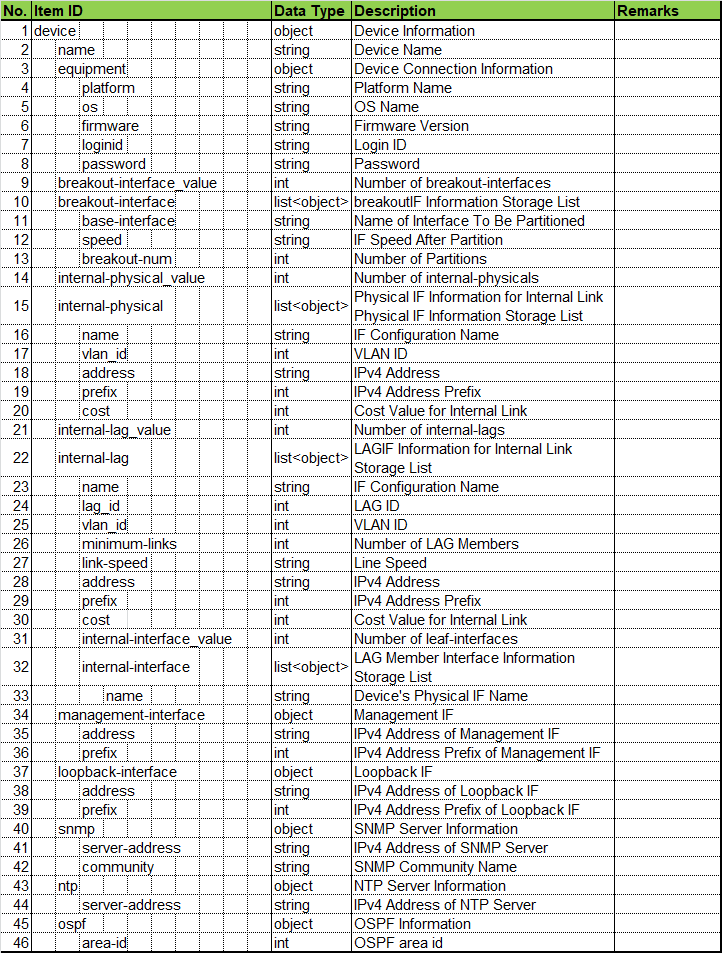 No. Item ID Data Type Description Remarks
1 device object Device Information
2 name string Device Name
3 equipment object Device Connection Information
4 platform string Platform Name
5 os string OS Name
6 firmware string Firmware Version
7 loginid string Login ID
8 password string Password
9 breakout-interface_value int Number of breakout-interfaces
10 breakout-interface list<object> breakoutIF Information Storage List
11 base-interface string Name of Interface To Be Partitioned
12 speed string IF Speed After Partition
13 breakout-num int Number of Partitions
14 internal-physical_value int Number of internal-physicals
15 internal-physical list<object> Physical IF Information for Internal Link
Physical IF Information Storage List
16 name string IF Configuration Name
17 vlan_id int VLAN ID
18 address string IPv4 Address
19 prefix int IPv4 Address Prefix
20 cost int Cost Value for Internal Link
21 internal-lag_value int Number of internal-lags
22 internal-lag list<object> LAGIF Information for Internal Link
Storage List
23 name string IF Configuration Name
24 lag_id int LAG ID
25 vlan_id int VLAN ID
26 minimum-links int Number of LAG Members
27 link-speed string Line Speed
28 address string IPv4 Address
29 prefix int IPv4 Address Prefix
30 cost int Cost Value for Internal Link
31 internal-interface_value int Number of leaf-interfaces
32 internal-interface list<object> LAG Member Interface Information
Storage List
33 name string Device's Physical IF Name
34 management-interface object Management IF
35 address string IPv4 Address of Management IF
36 prefix int IPv4 Address Prefix of Management IF
37 loopback-interface object Loopback IF
38 address string IPv4 Address of Loopback IF
39 prefix int IPv4 Address Prefix of Loopback IF
40 snmp object SNMP Server Information
41 server-address string IPv4 Address of SNMP Server
42 community string SNMP Community Name
43 ntp object NTP Server Information
44 server-address string IPv4 Address of NTP Server
45 ospf object OSPF Information
46 area-id int OSPF area id